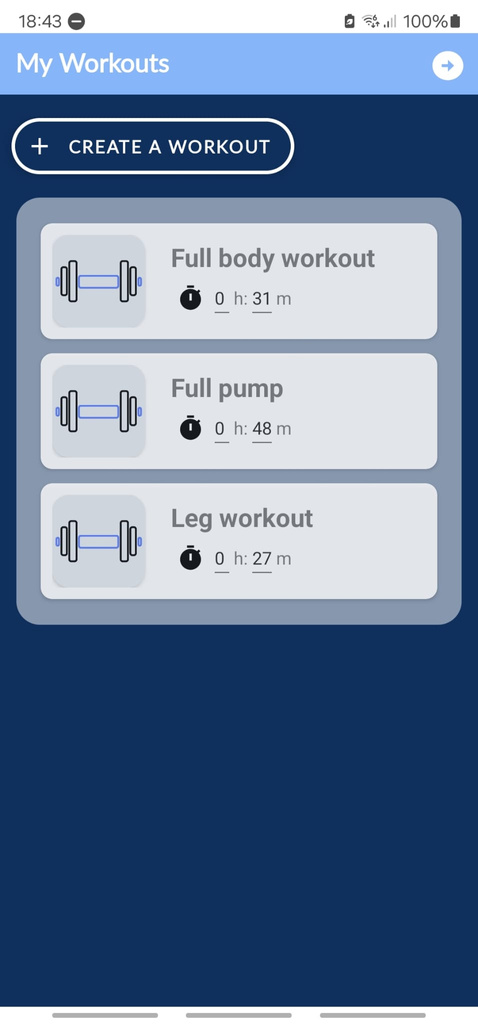 18:43
100%
My Workouts
+ CREATE A WORKOUT
Full body workout
0 h: 31 m
Full pump
0 h: 48 m
Leg workout
0 h: 27 m